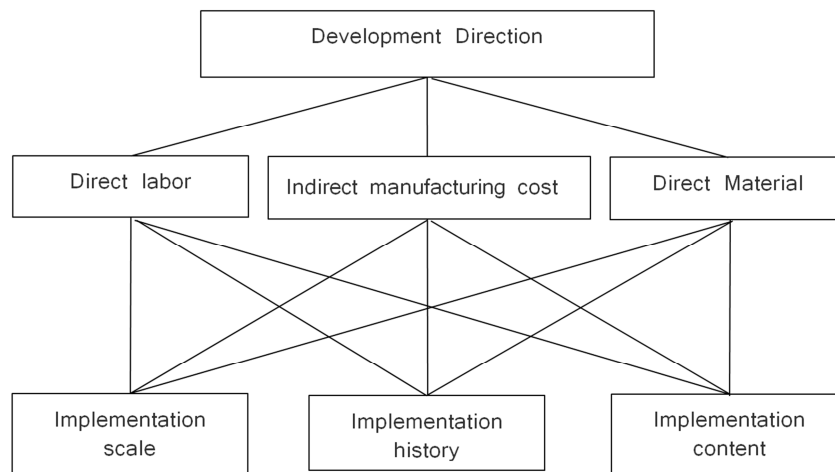 Development Direction
Direct labor
Indirect manufacturing cost
Direct Material
Implementation
scale
Implementation
history
Implementation
content